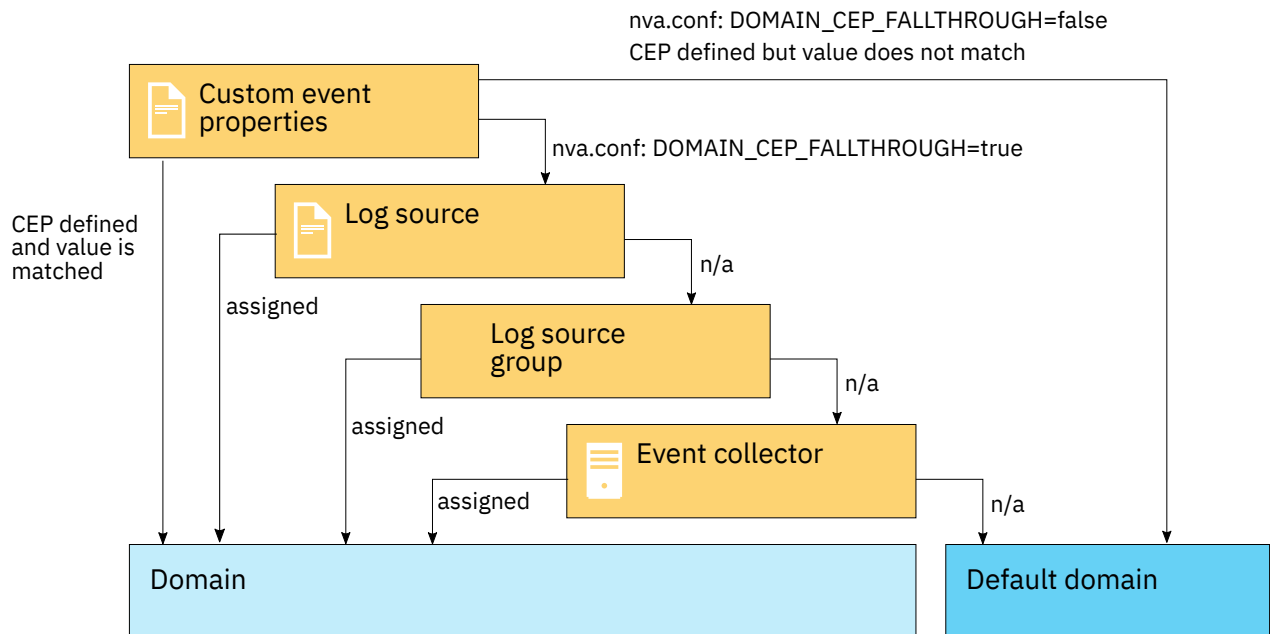 nva.conf: DOMAIN_CEP_FALLTHROUGH=false
CEP defined but value does not match
Custom event
properties
nva.conf: DOMAIN_CEP_FALLTHROUGH=true
CEP defined
and value is
matched
Log source
n/a
assigned
Log source
group
n/a
assigned
Event collector
assigned
n/a
Domain
Default domain